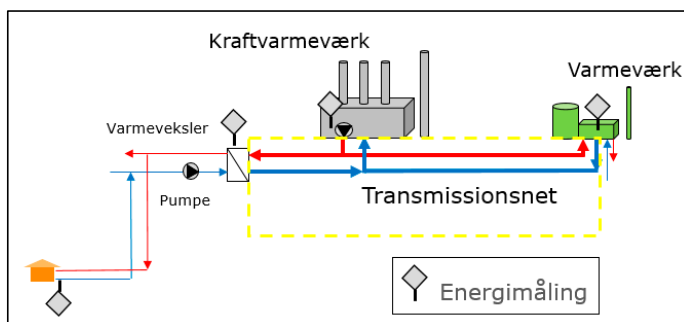 Kraftvarmeværk
Varmeværk
Varmeveksler
Transmissionsnet
Pumpe
Energimåling